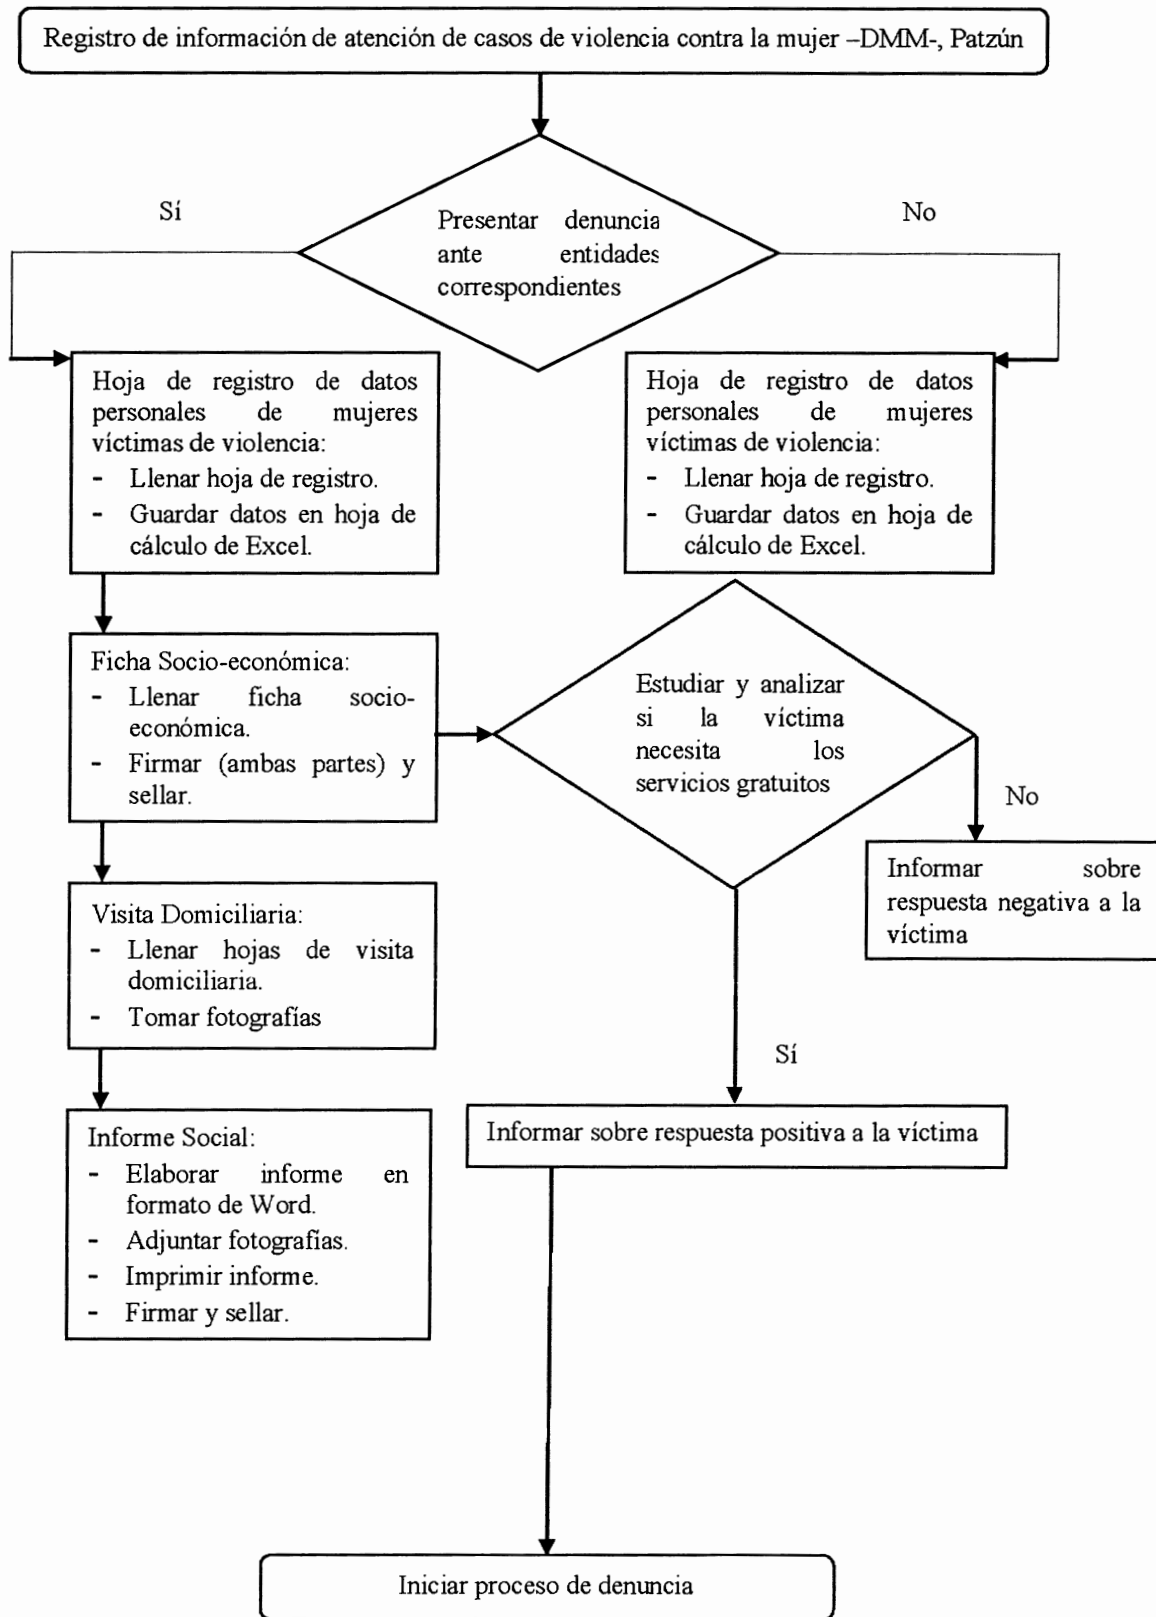 Registro de información de atención de casos de violencia contra la mujer –DMM-, Patzún
Sí
No
Presentar denuncia
ante entidades
correspondientes
Hoja de registro de datos
personales de mujeres
víctimas de violencia:
- Llenar hoja de registro.
- Guardar datos en hoja de
cálculo de Excel.
Hoja de registro de datos
personales de mujeres
víctimas de violencia:
- Llenar hoja de registro.
- Guardar datos en hoja de
cálculo de Excel.
Ficha Socio-económica:
- Llenar ficha socio-
económica.
- Firmar (ambas partes) y
sellar.
Estudiar y analizar
si la víctima
necesita los
servicios gratuitos
No
Informar sobre
respuesta negativa a la
víctima
Visita Domiciliaria:
- Llenar hojas de visita
domiciliaria.
- Tomar fotografías
Sí
Informar sobre respuesta positiva a la víctima
Informe Social:
- Elaborar informe en
formato de Word.
- Adjuntar fotografías.
- Imprimir informe.
- Firmar y sellar.
Iniciar proceso de denuncia